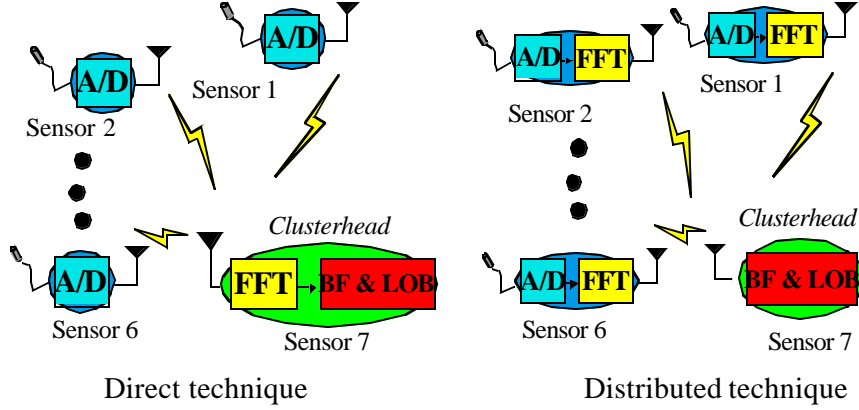 A/D
Sensor 1
A/D
Sensor 2
A/D
Sensor 6
Clusterhead
FFT
BF & LOB
Sensor 7
Direct technique
A/D
FFT
Sensor 1
A/D
FFT
Sensor 2
A/D
FFT
Sensor 6
Clusterhead
BF & LOB
Sensor 7
Distributed technique